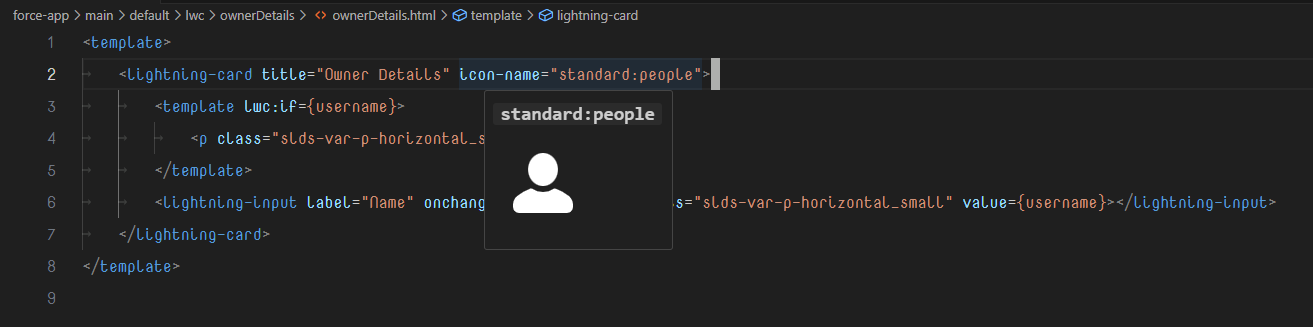 force-app > main > default > lwc > ownerDetails > <> ownerDetails.html > template > lightning-card
1 <template>
2 <lightning-card title="Owner Details" icon-name="standard:people">
3 <template lwc:if={username}>
standard:people
4 <p class="slds-var-p-horizontal_s
5 </template>
6 <lightning-input label="Name" onchang ss="slds-var-p-horizontal_small" value={username}></lightning-input>
7 </lightning-card>
8 </template>
9